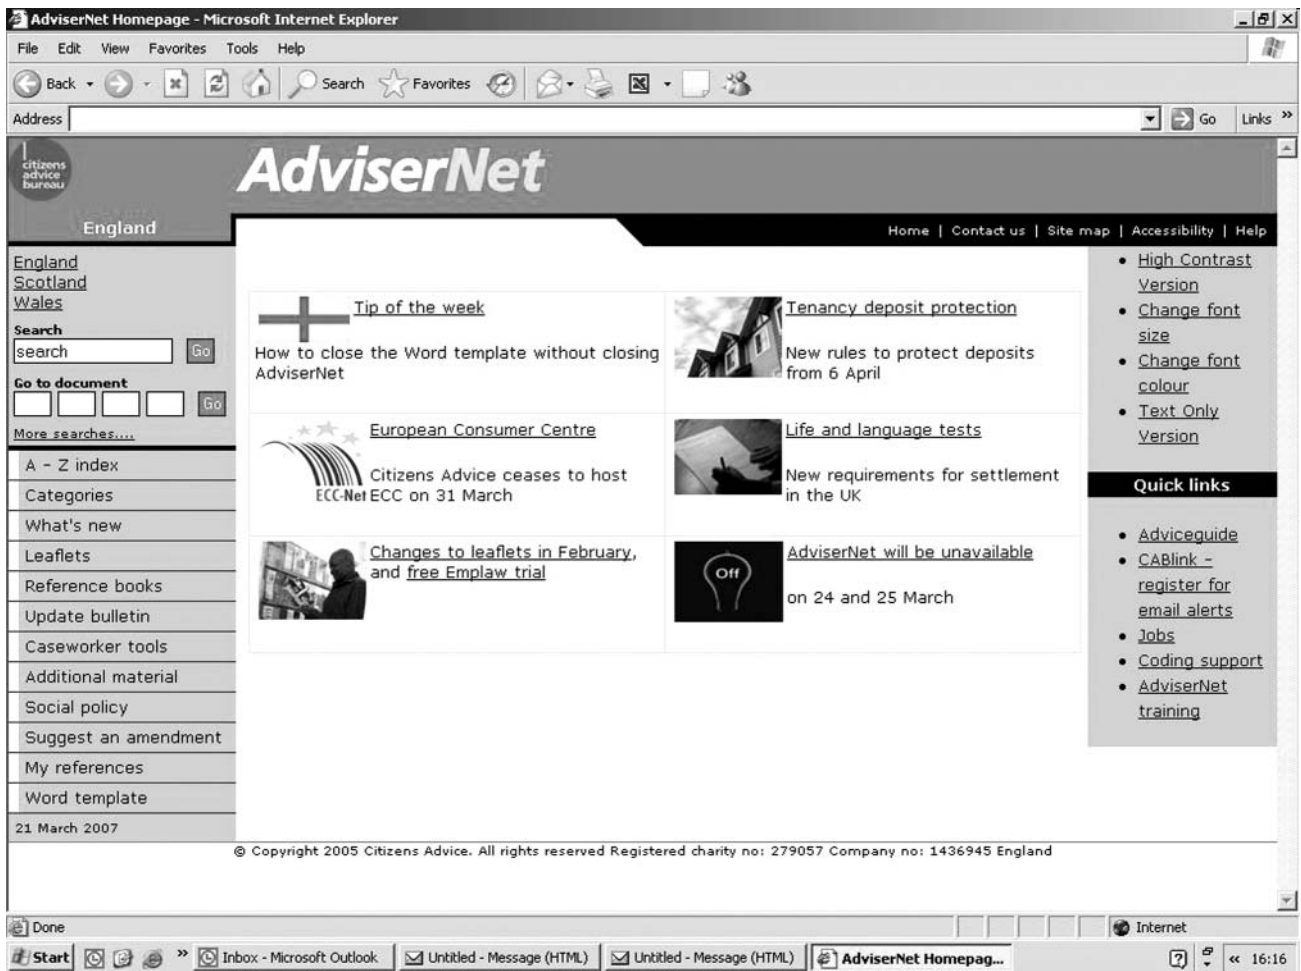 AdviserNet Homepage - Microsoft Internet Explorer
File Edit View Favorites Tools Help
Back Search Favorites
Address Go Links »
citizens
advice
bureau
AdviserNet
England
Home | Contact us | Site map | Accessibility | Help
England
Scotland
Wales
Search
search Go
Go to document
Go
More searches....
A - Z index
Categories
What's new
Leaflets
Reference books
Update bulletin
Caseworker tools
Additional material
Social policy
Suggest an amendment
My references
Word template
21 March 2007
Tip of the week
How to close the Word template without closing
AdviserNet
Tenancy deposit protection
New rules to protect deposits
from 6 April
ECC-Net
European Consumer Centre
Citizens Advice ceases to host
ECC on 31 March
Life and language tests
New requirements for settlement
in the UK
Changes to leaflets in February,
and free Emplaw trial
Off
AdviserNet will be unavailable
on 24 and 25 March
• High Contrast
Version
• Change font
size
• Change font
colour
• Text Only
Version
Quick links
• Adviceguide
• CABlink -
register for
email alerts
• Jobs
• Coding support
• AdviserNet
training
© Copyright 2005 Citizens Advice. All rights reserved Registered charity no: 279057 Company no: 1436945 England
Done Internet
Start » Inbox - Microsoft Outlook Untitled - Message (HTML) Untitled - Message (HTML) AdviserNet Homepag... ? « 16:16